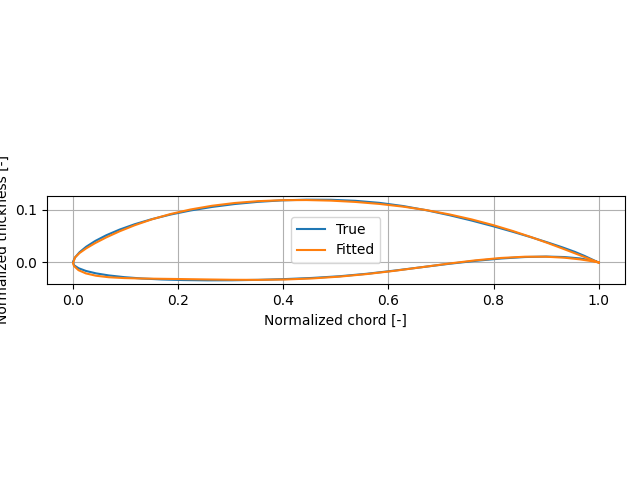 Normalized thickness [-]
0.1
0.0
True
Fitted
0.0 0.2 0.4 0.6 0.8 1.0
Normalized chord [-]